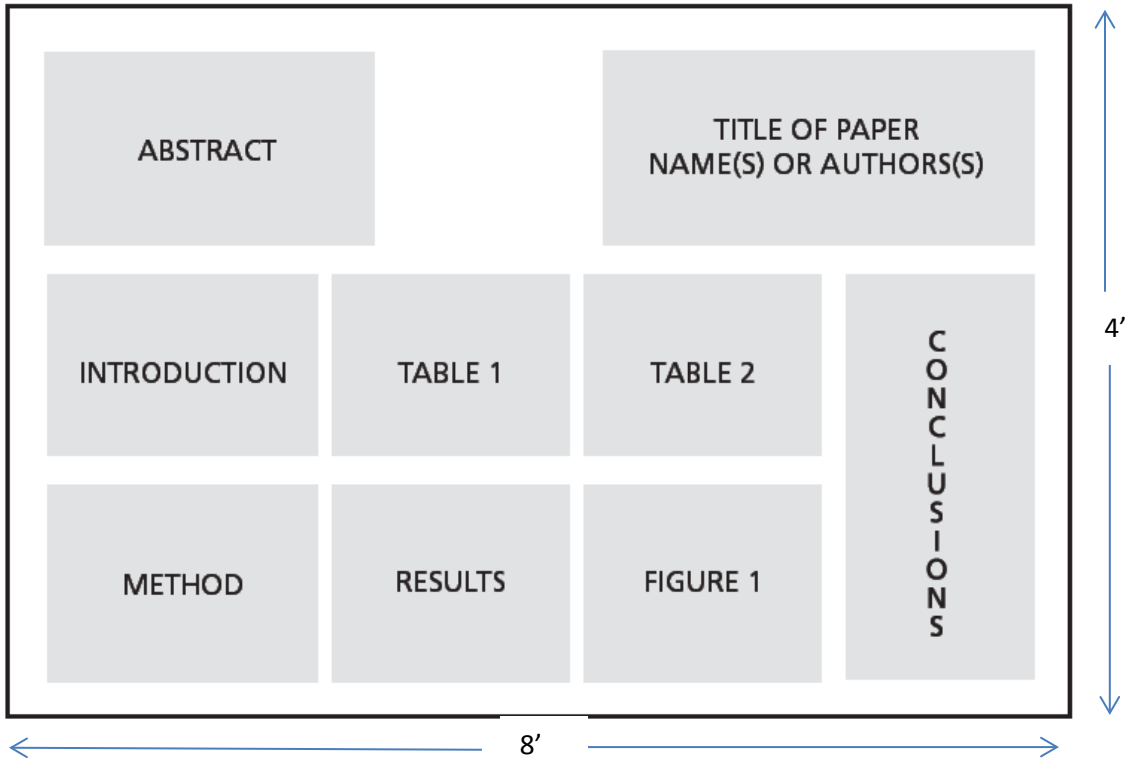 ABSTRACT
TITLE OF PAPER
NAME(S) OR AUTHORS(S)
INTRODUCTION
TABLE 1
TABLE 2
CONCLUSIONS
METHOD
RESULTS
FIGURE 1
4’
8’